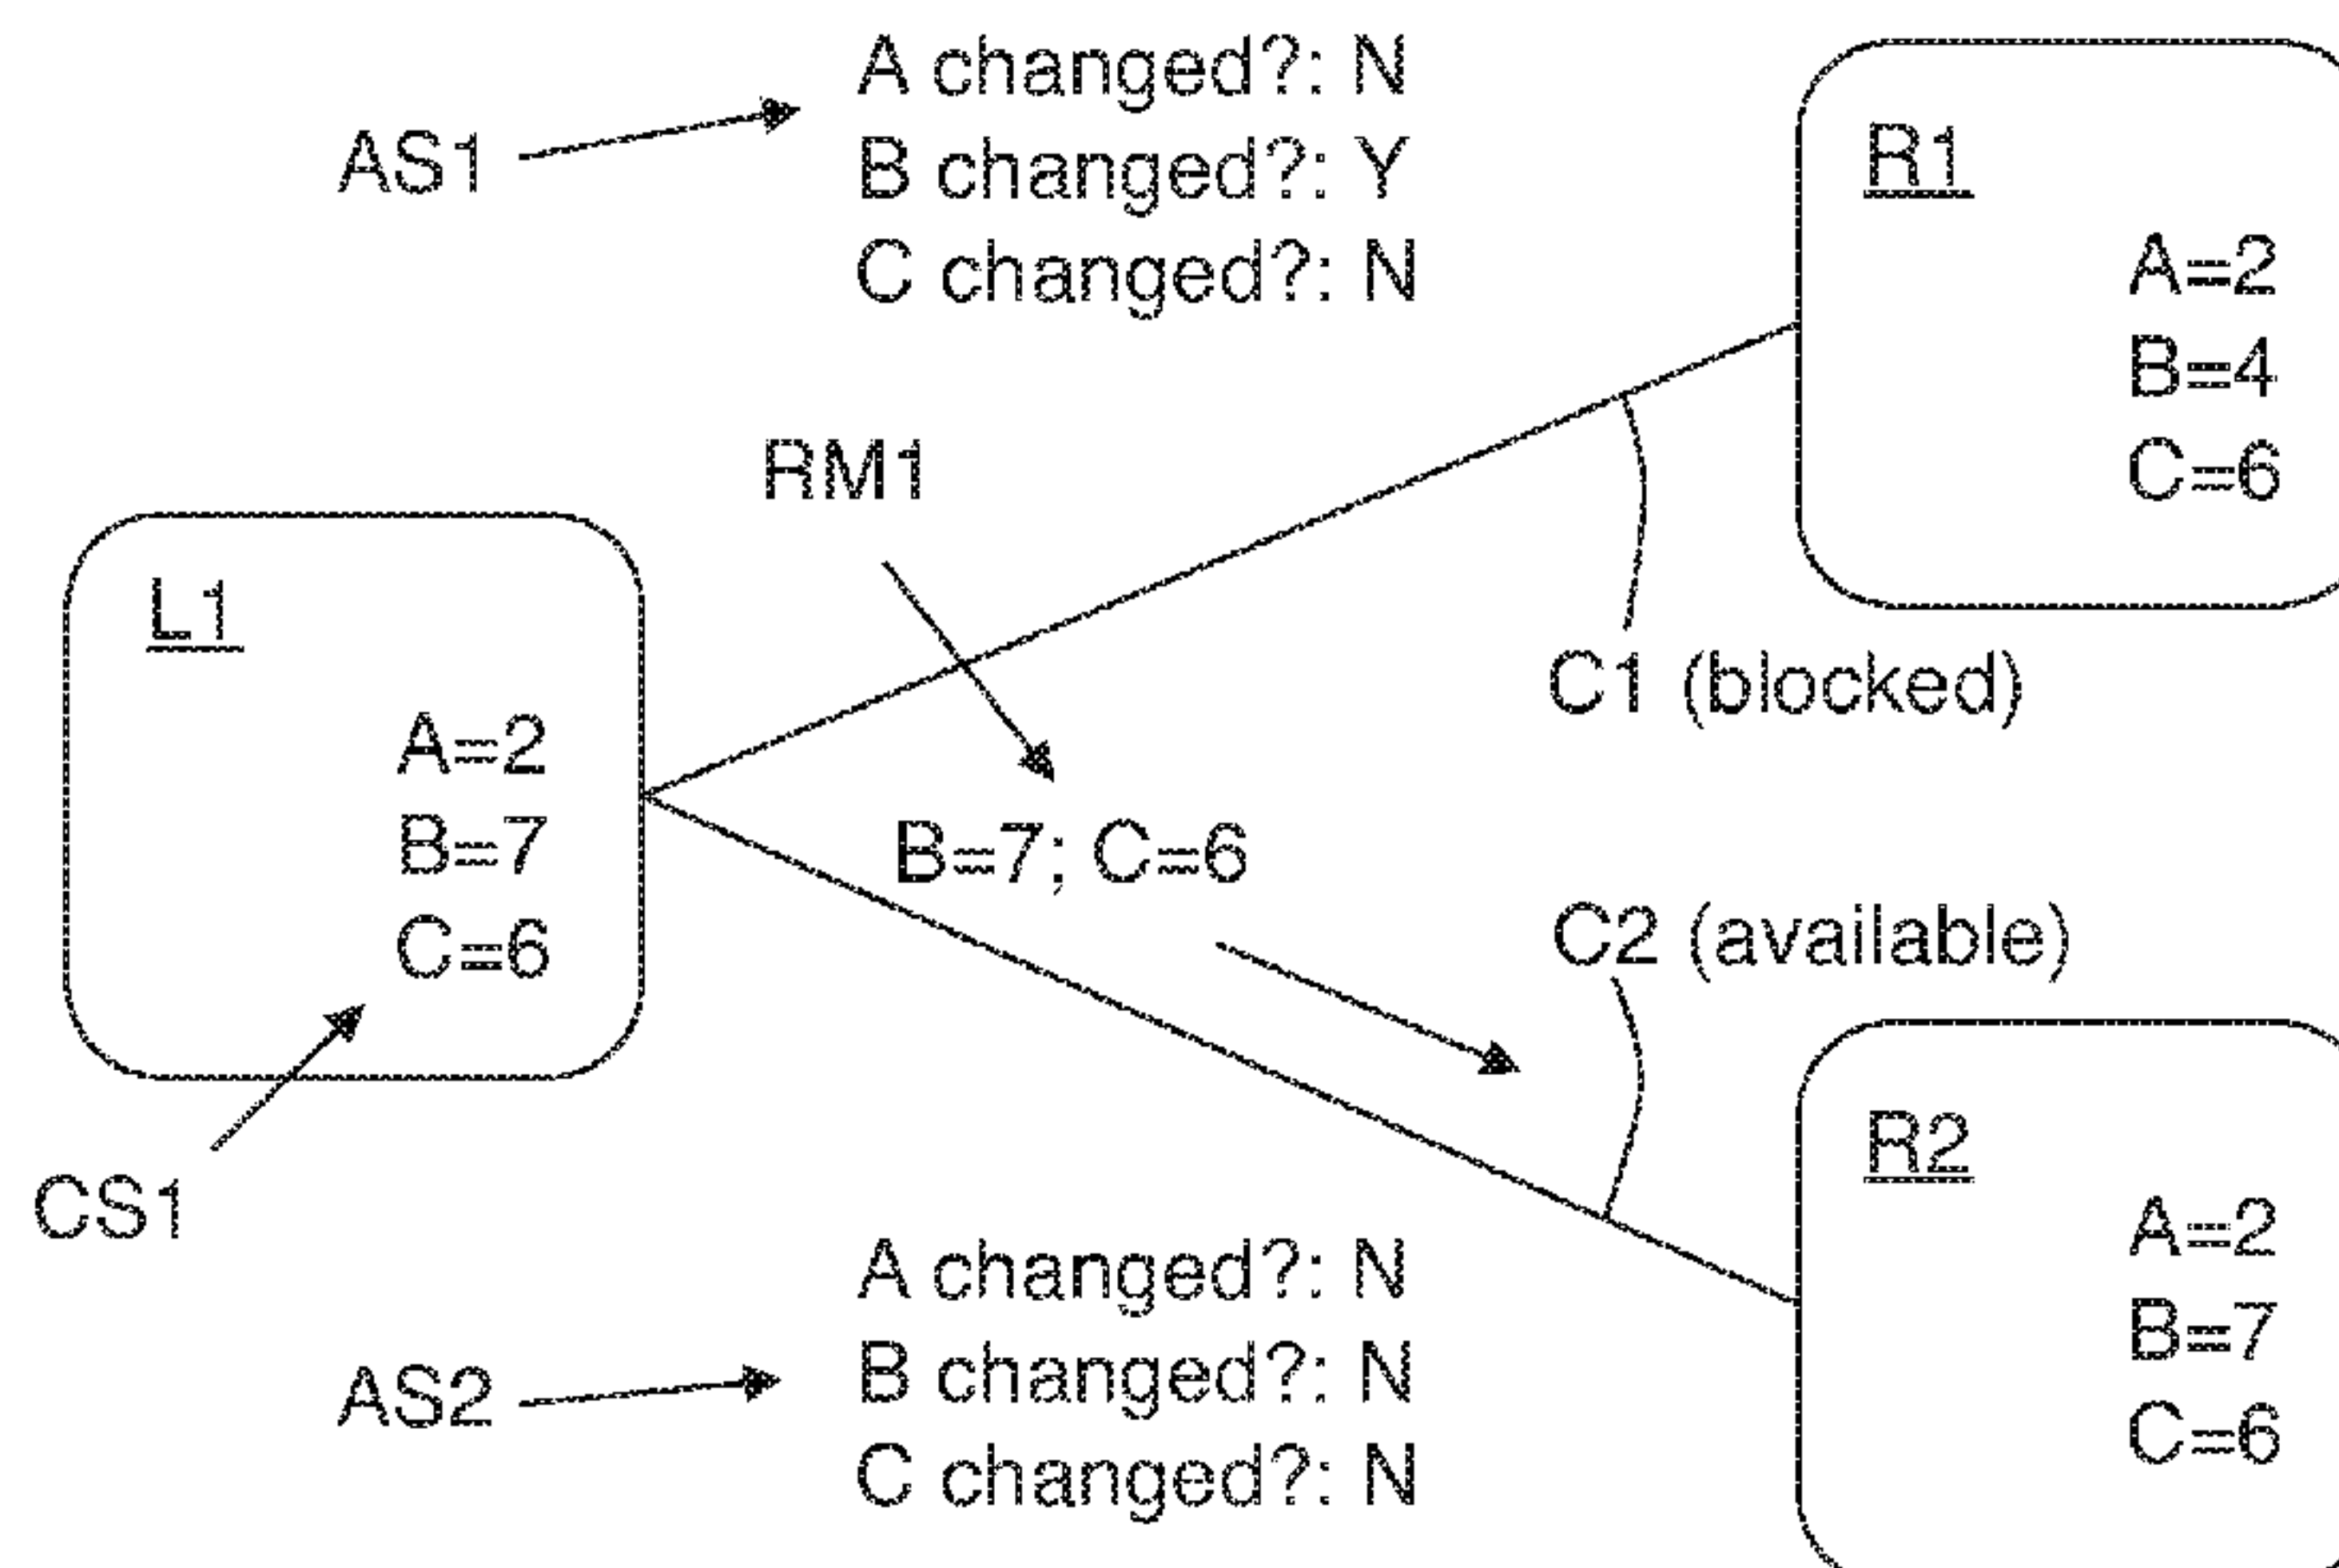 A changed?: N
AS1
B changed?: Y
C changed?: N
R1
A=2
B=4
C=6
RM1
C1 (blocked)
L1
A=2
B=7
C=6
B=7; C=6
C2 (available)
CS1
R2
A=2
B=7
C=6
A changed?: N
AS2
B changed?: N
C changed?: N